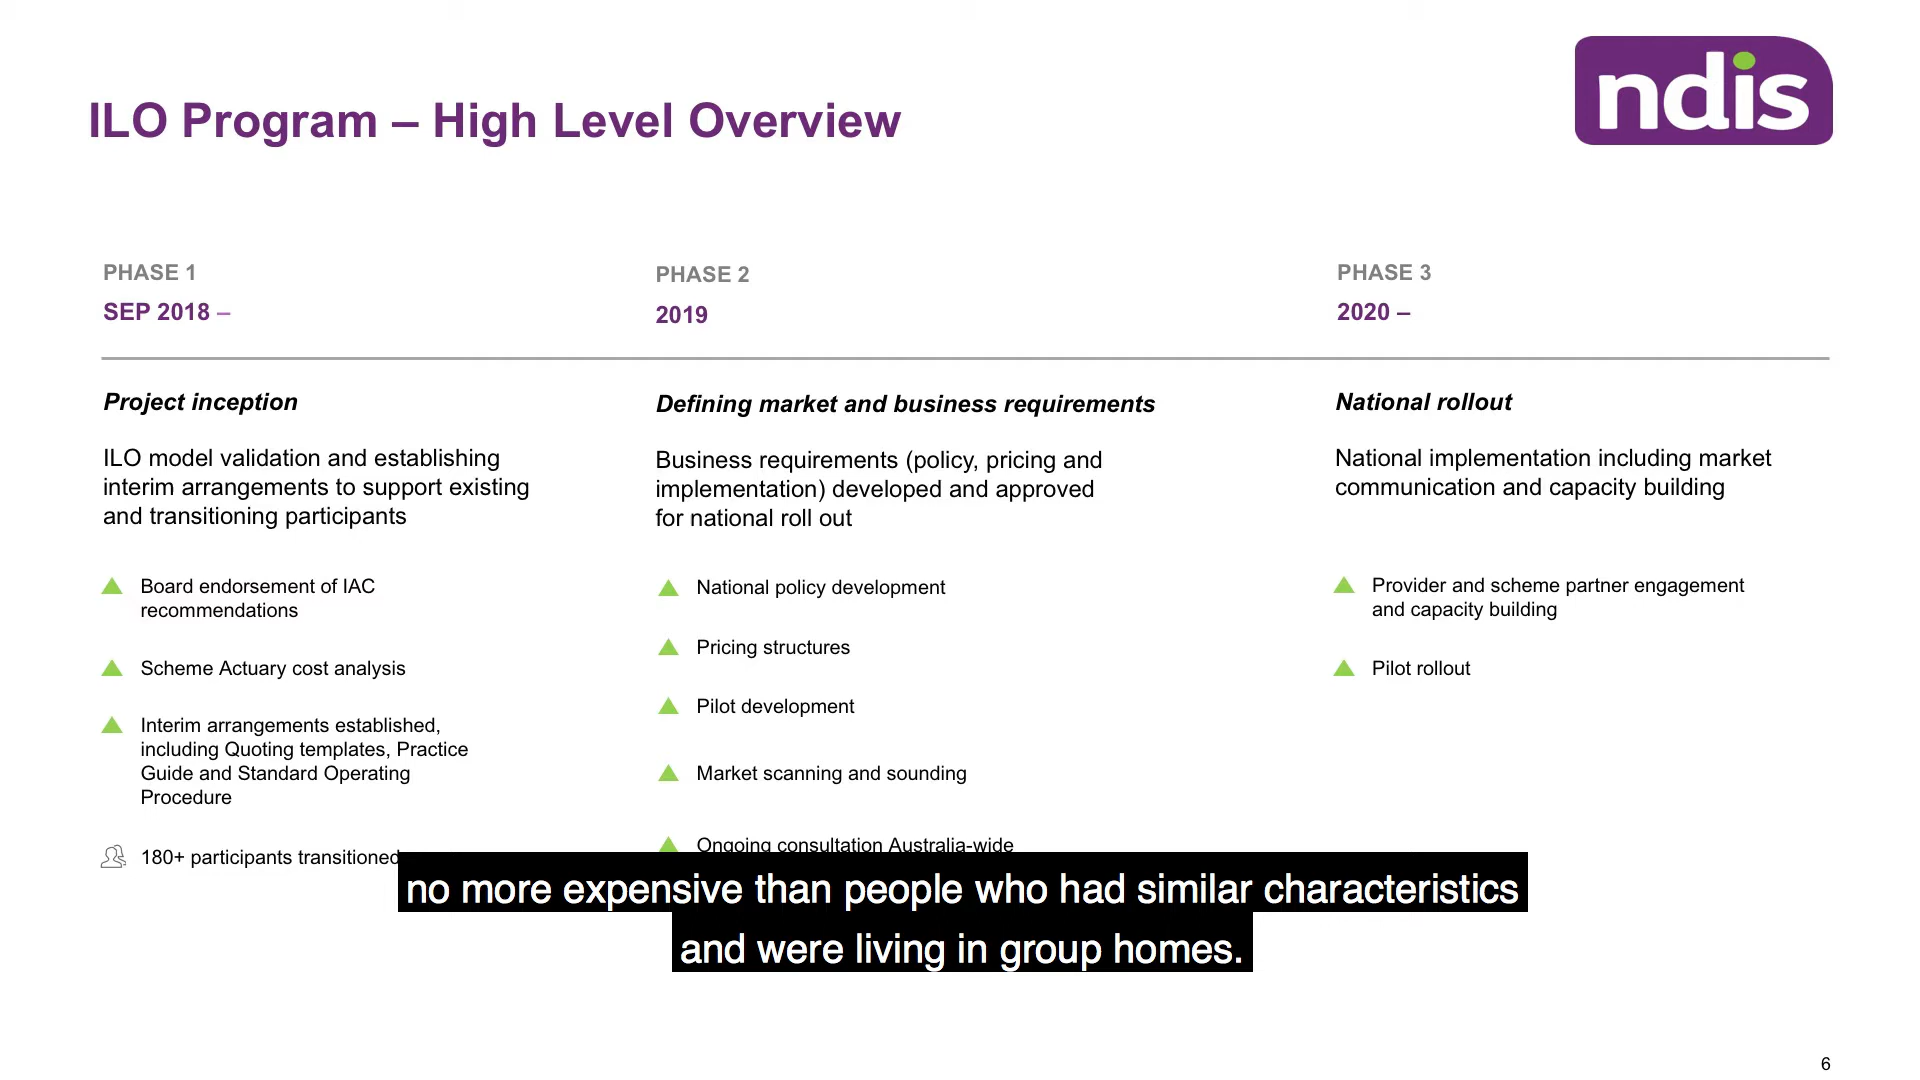 ILO Program – High Level Overview
ndis
PHASE 1
SEP 2018 –
Project inception
ILO model validation and establishing
interim arrangements to support existing
and transitioning participants
Board endorsement of IAC
recommendations
Scheme Actuary cost analysis
Interim arrangements established,
including Quoting templates, Practice
Guide and Standard Operating
Procedure
180+ participants transitioned
PHASE 2
2019
Defining market and business requirements
Business requirements (policy, pricing and
implementation) developed and approved
for national roll out
National policy development
Pricing structures
Pilot development
Market scanning and sounding
Ongoing consultation Australia-wide
PHASE 3
2020 –
National rollout
National implementation including market
communication and capacity building
Provider and scheme partner engagement
and capacity building
Pilot rollout
no more expensive than people who had similar characteristics
and were living in group homes.
6